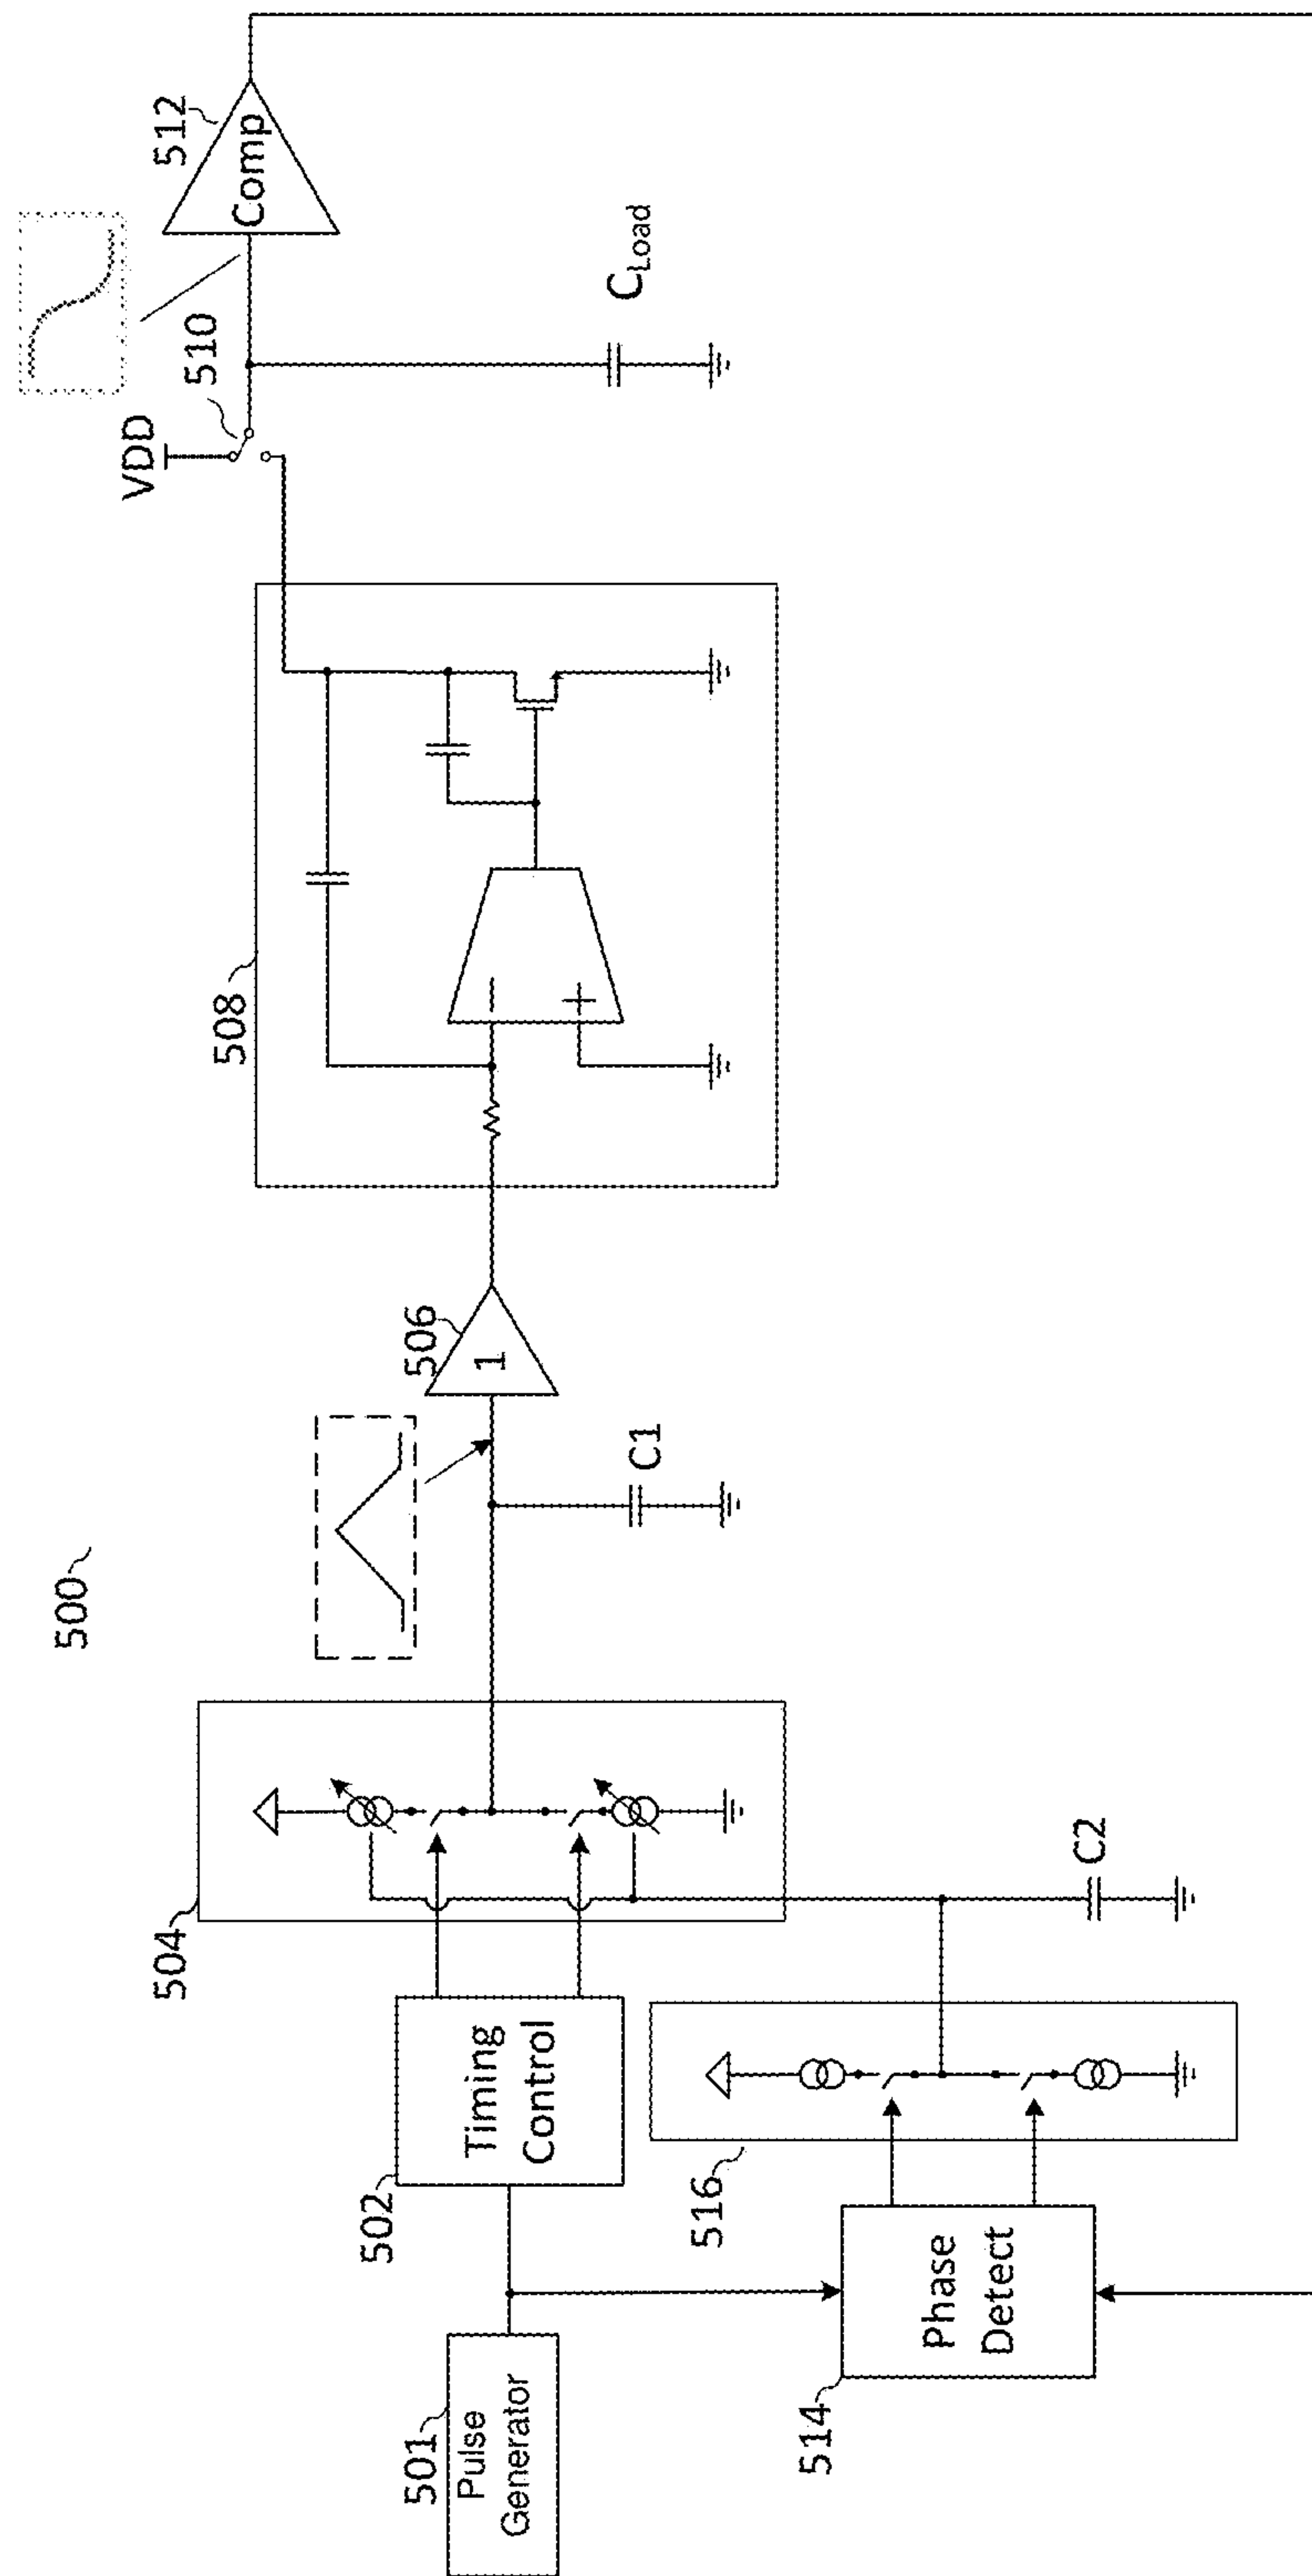 500
501
Pulse
Generator
502
Timing
Control
504
506
1
C1
508
−
+
VDD
510
512
Comp
C_Load
514
Phase
Detect
516
C2